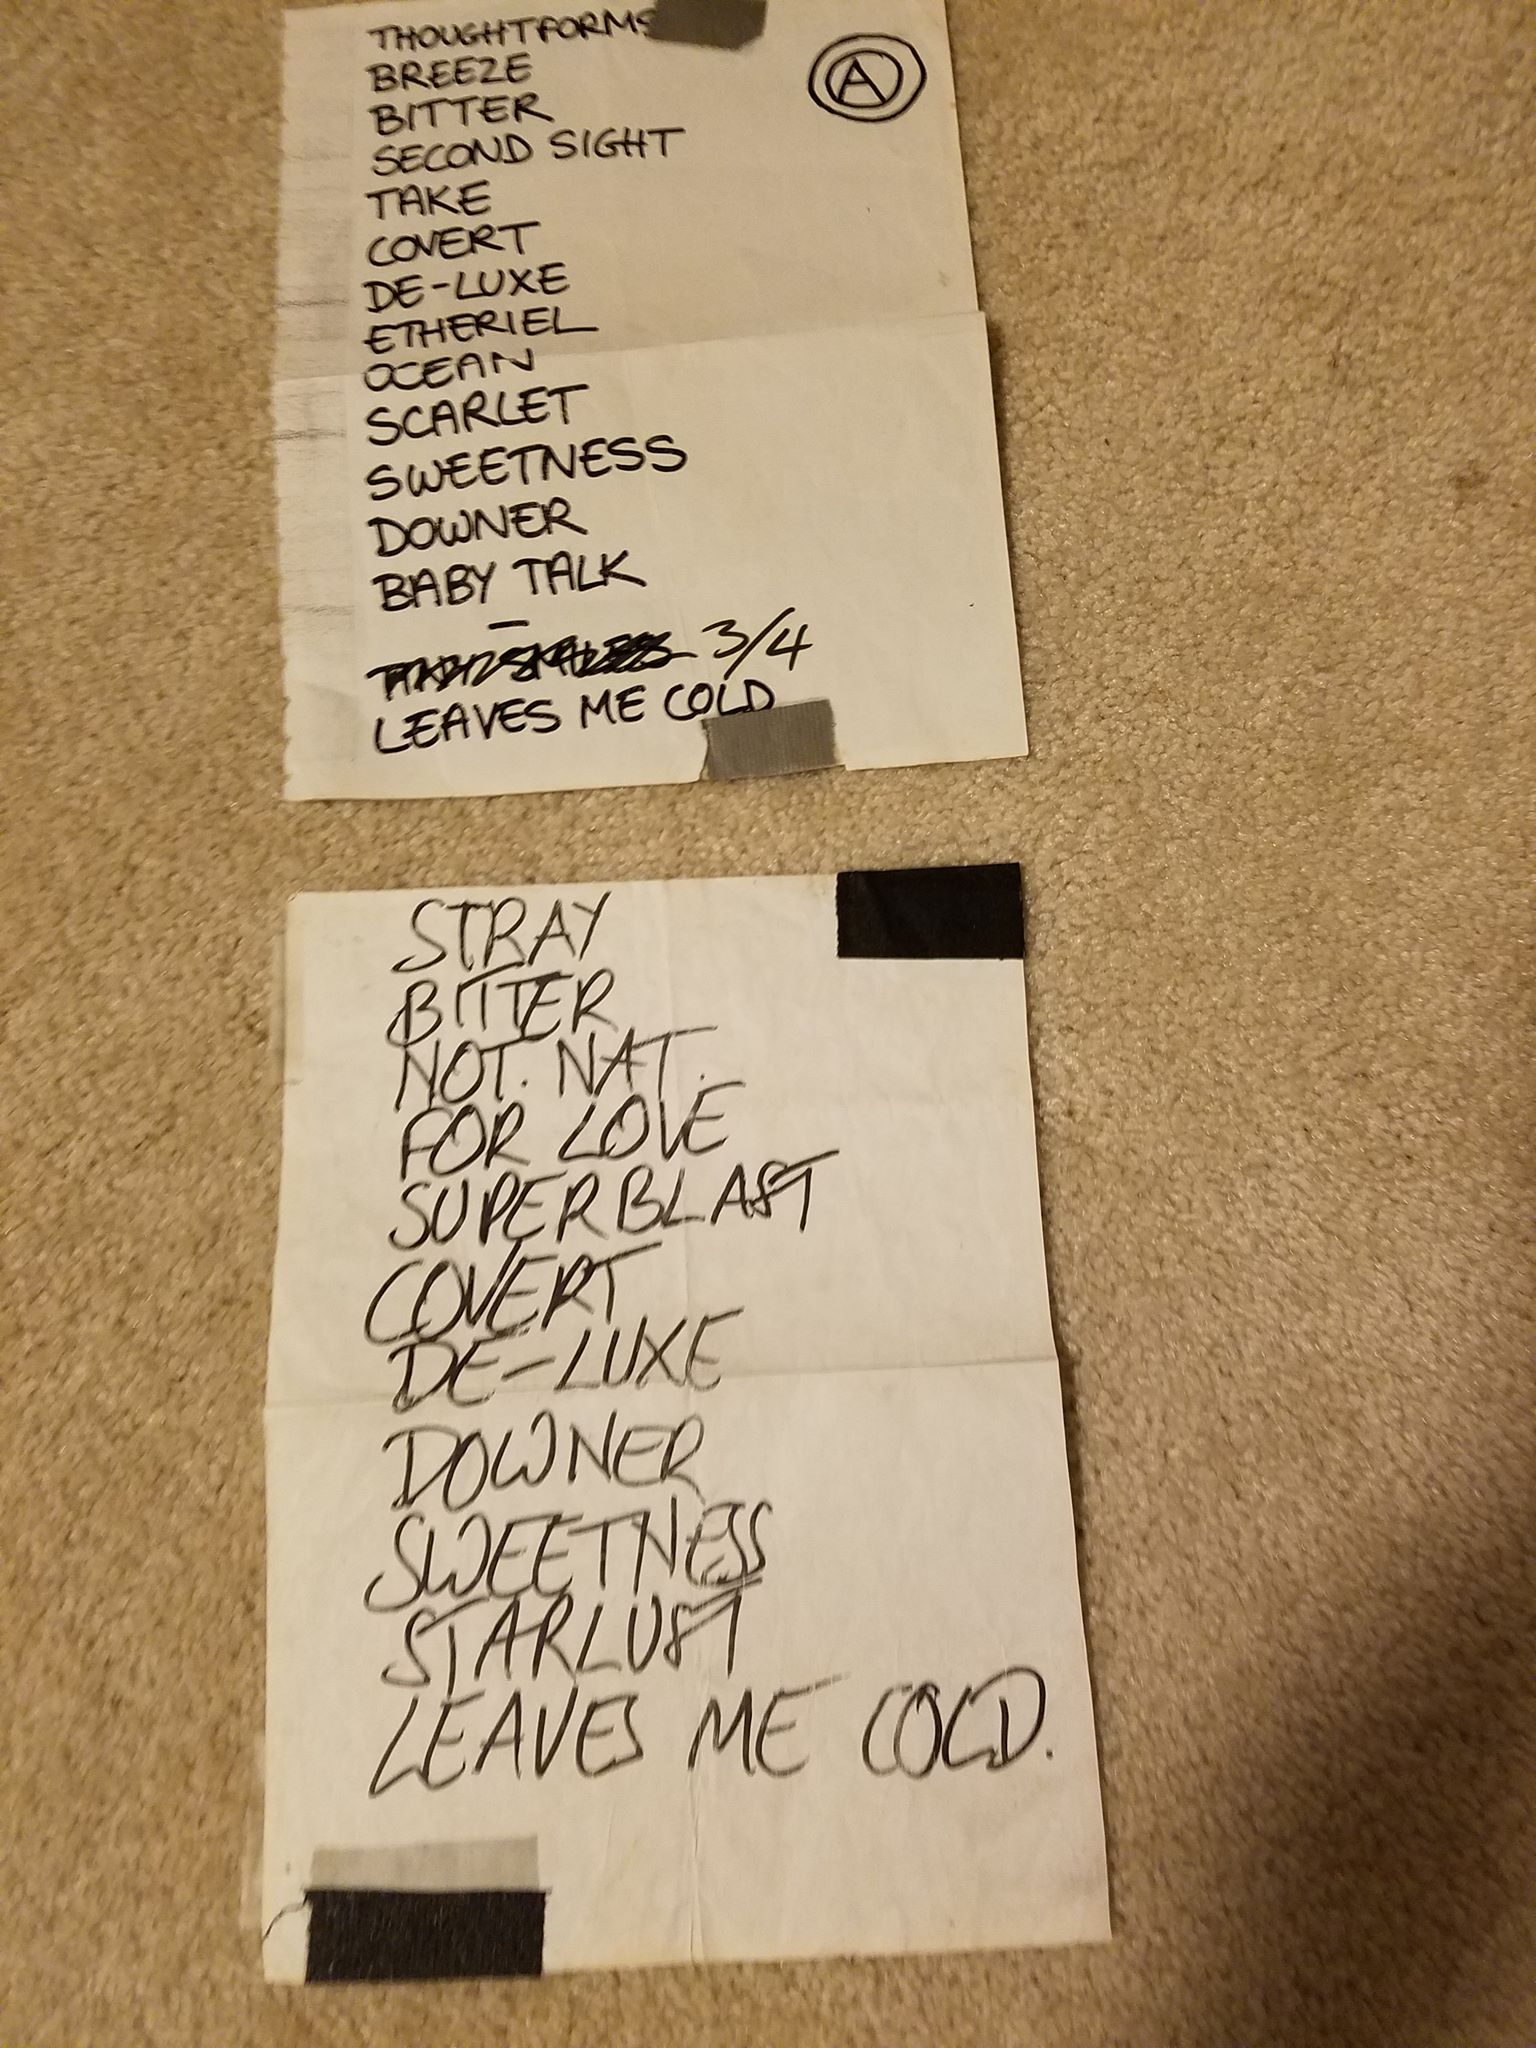 THOUGHTFORMS
Ⓐ
BREEZE
BITTER
SECOND SIGHT
TAKE
COVERT
DE-LUXE
ETHERIEL
OCEAN
SCARLET
SWEETNESS
DOWNER
BABY TALK
–
3/4
LEAVES ME COLD
STRAY
BITTER
NOT. NAT.
FOR LOVE
SUPERBLAST
COVERT
DE-LUXE
DOWNER
SWEETNESS
STARLUST
LEAVES ME COLD.